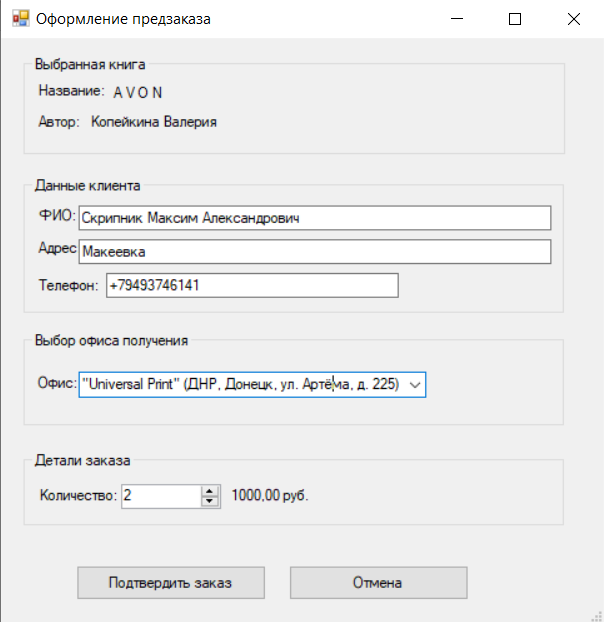 Оформление предзаказа
Выбранная книга
Название: A V O N
Автор: Копейкина Валерия
Данные клиента
ФИО: Скрипник Максим Александрович
Адрес Макеевка
Телефон: +79493746141
Выбор офиса получения
Офис: "Universal Print" (ДНР, Донецк, ул. Артёма, д. 225)
Детали заказа
Количество: 2 1000,00 руб.
Подтвердить заказ Отмена